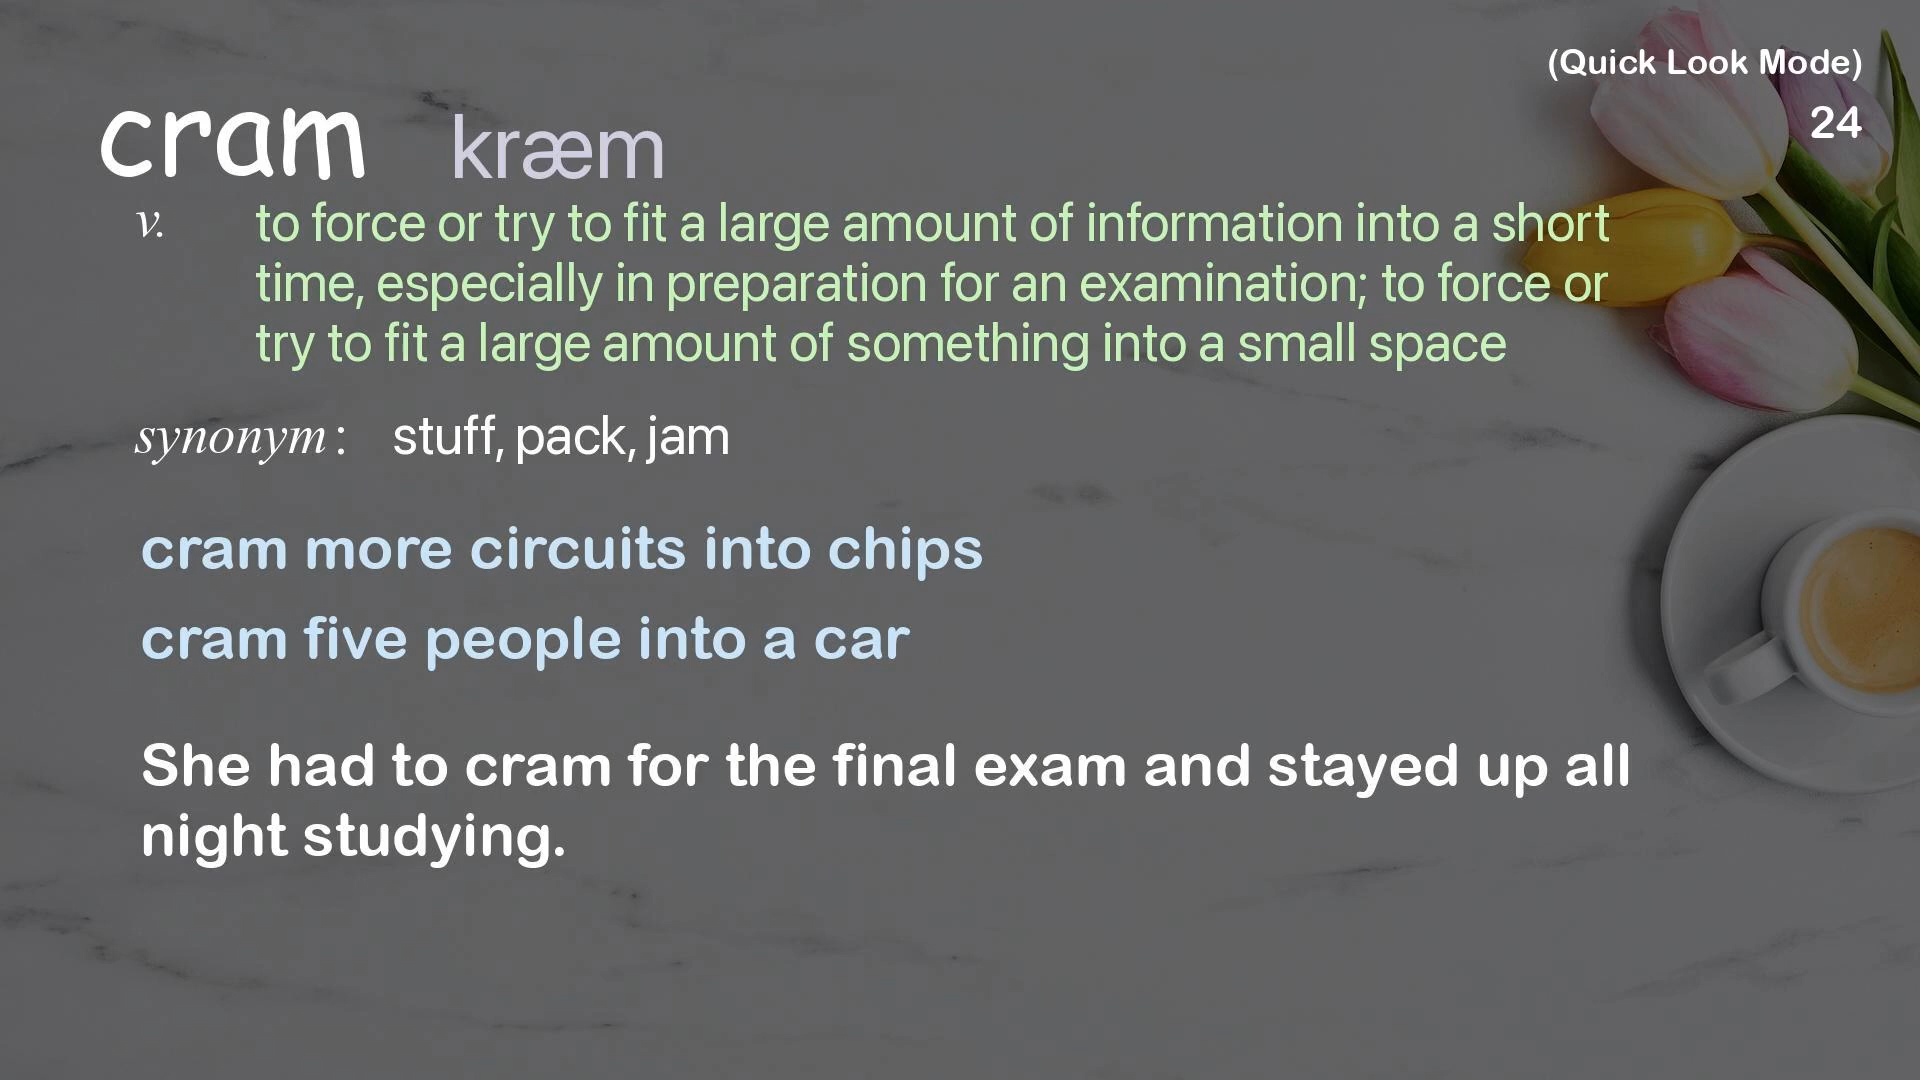 (Quick Look Mode)
24
cram kræm
v. to force or try to fit a large amount of information into a short
time, especially in preparation for an examination; to force or
try to fit a large amount of something into a small space
synonym : stuff, pack, jam
cram more circuits into chips
cram five people into a car
She had to cram for the final exam and stayed up all
night studying.